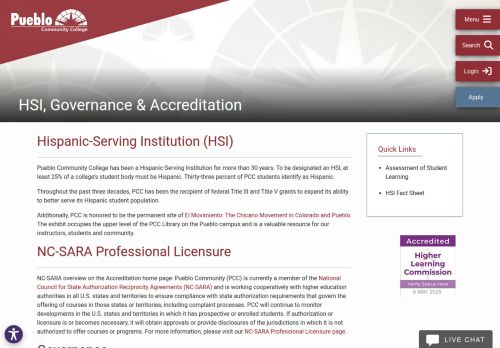 Pueblo
Community College
Menu
Search
Login
Apply
HSI, Governance & Accreditation
Hispanic-Serving Institution (HSI)
Pueblo Community College has been a Hispanic-Serving Institution for more than 30 years. To be designated an HSI, at
least 25% of a college's student body must be Hispanic. Thirty-three percent of PCC students identify as Hispanic.
Throughout the past three decades, PCC has been the recipient of federal Title III and Title V grants to expand its ability
to better serve its Hispanic student population.
Additionally, PCC is honored to be the permanent site of El Movimiento: The Chicano Movement in Colorado and Pueblo.
The exhibit occupies the upper level of the PCC Library on the Pueblo campus and is a valuable resource for our
instructors, students and community.
NC-SARA Professional Licensure
NC-SARA overview on the Accreditation home page: Pueblo Community (PCC) is currently a member of the National
Council for State Authorization Reciprocity Agreements (NC-SARA) and is working cooperatively with higher education
authorities in all U.S. states and territories to ensure compliance with state authorization requirements that govern the
offering of courses in those states or territories, including complaint processes. PCC will continue to monitor
developments in the U.S. states or territories in which it has prospective or enrolled students. If authorization
or licensure is or becomes necessary, it will obtain approvals or provide disclosures of the jurisdictions in which it is not
authorized to offer courses or programs. For more information, please visit our NC-SARA Professional Licensure page.
Quick Links
Assessment of Student
Learning
HSI Fact Sheet
Accredited
Higher
Learning
Commission
Verify Status Here
6 MAY 2025
LIVE CHAT